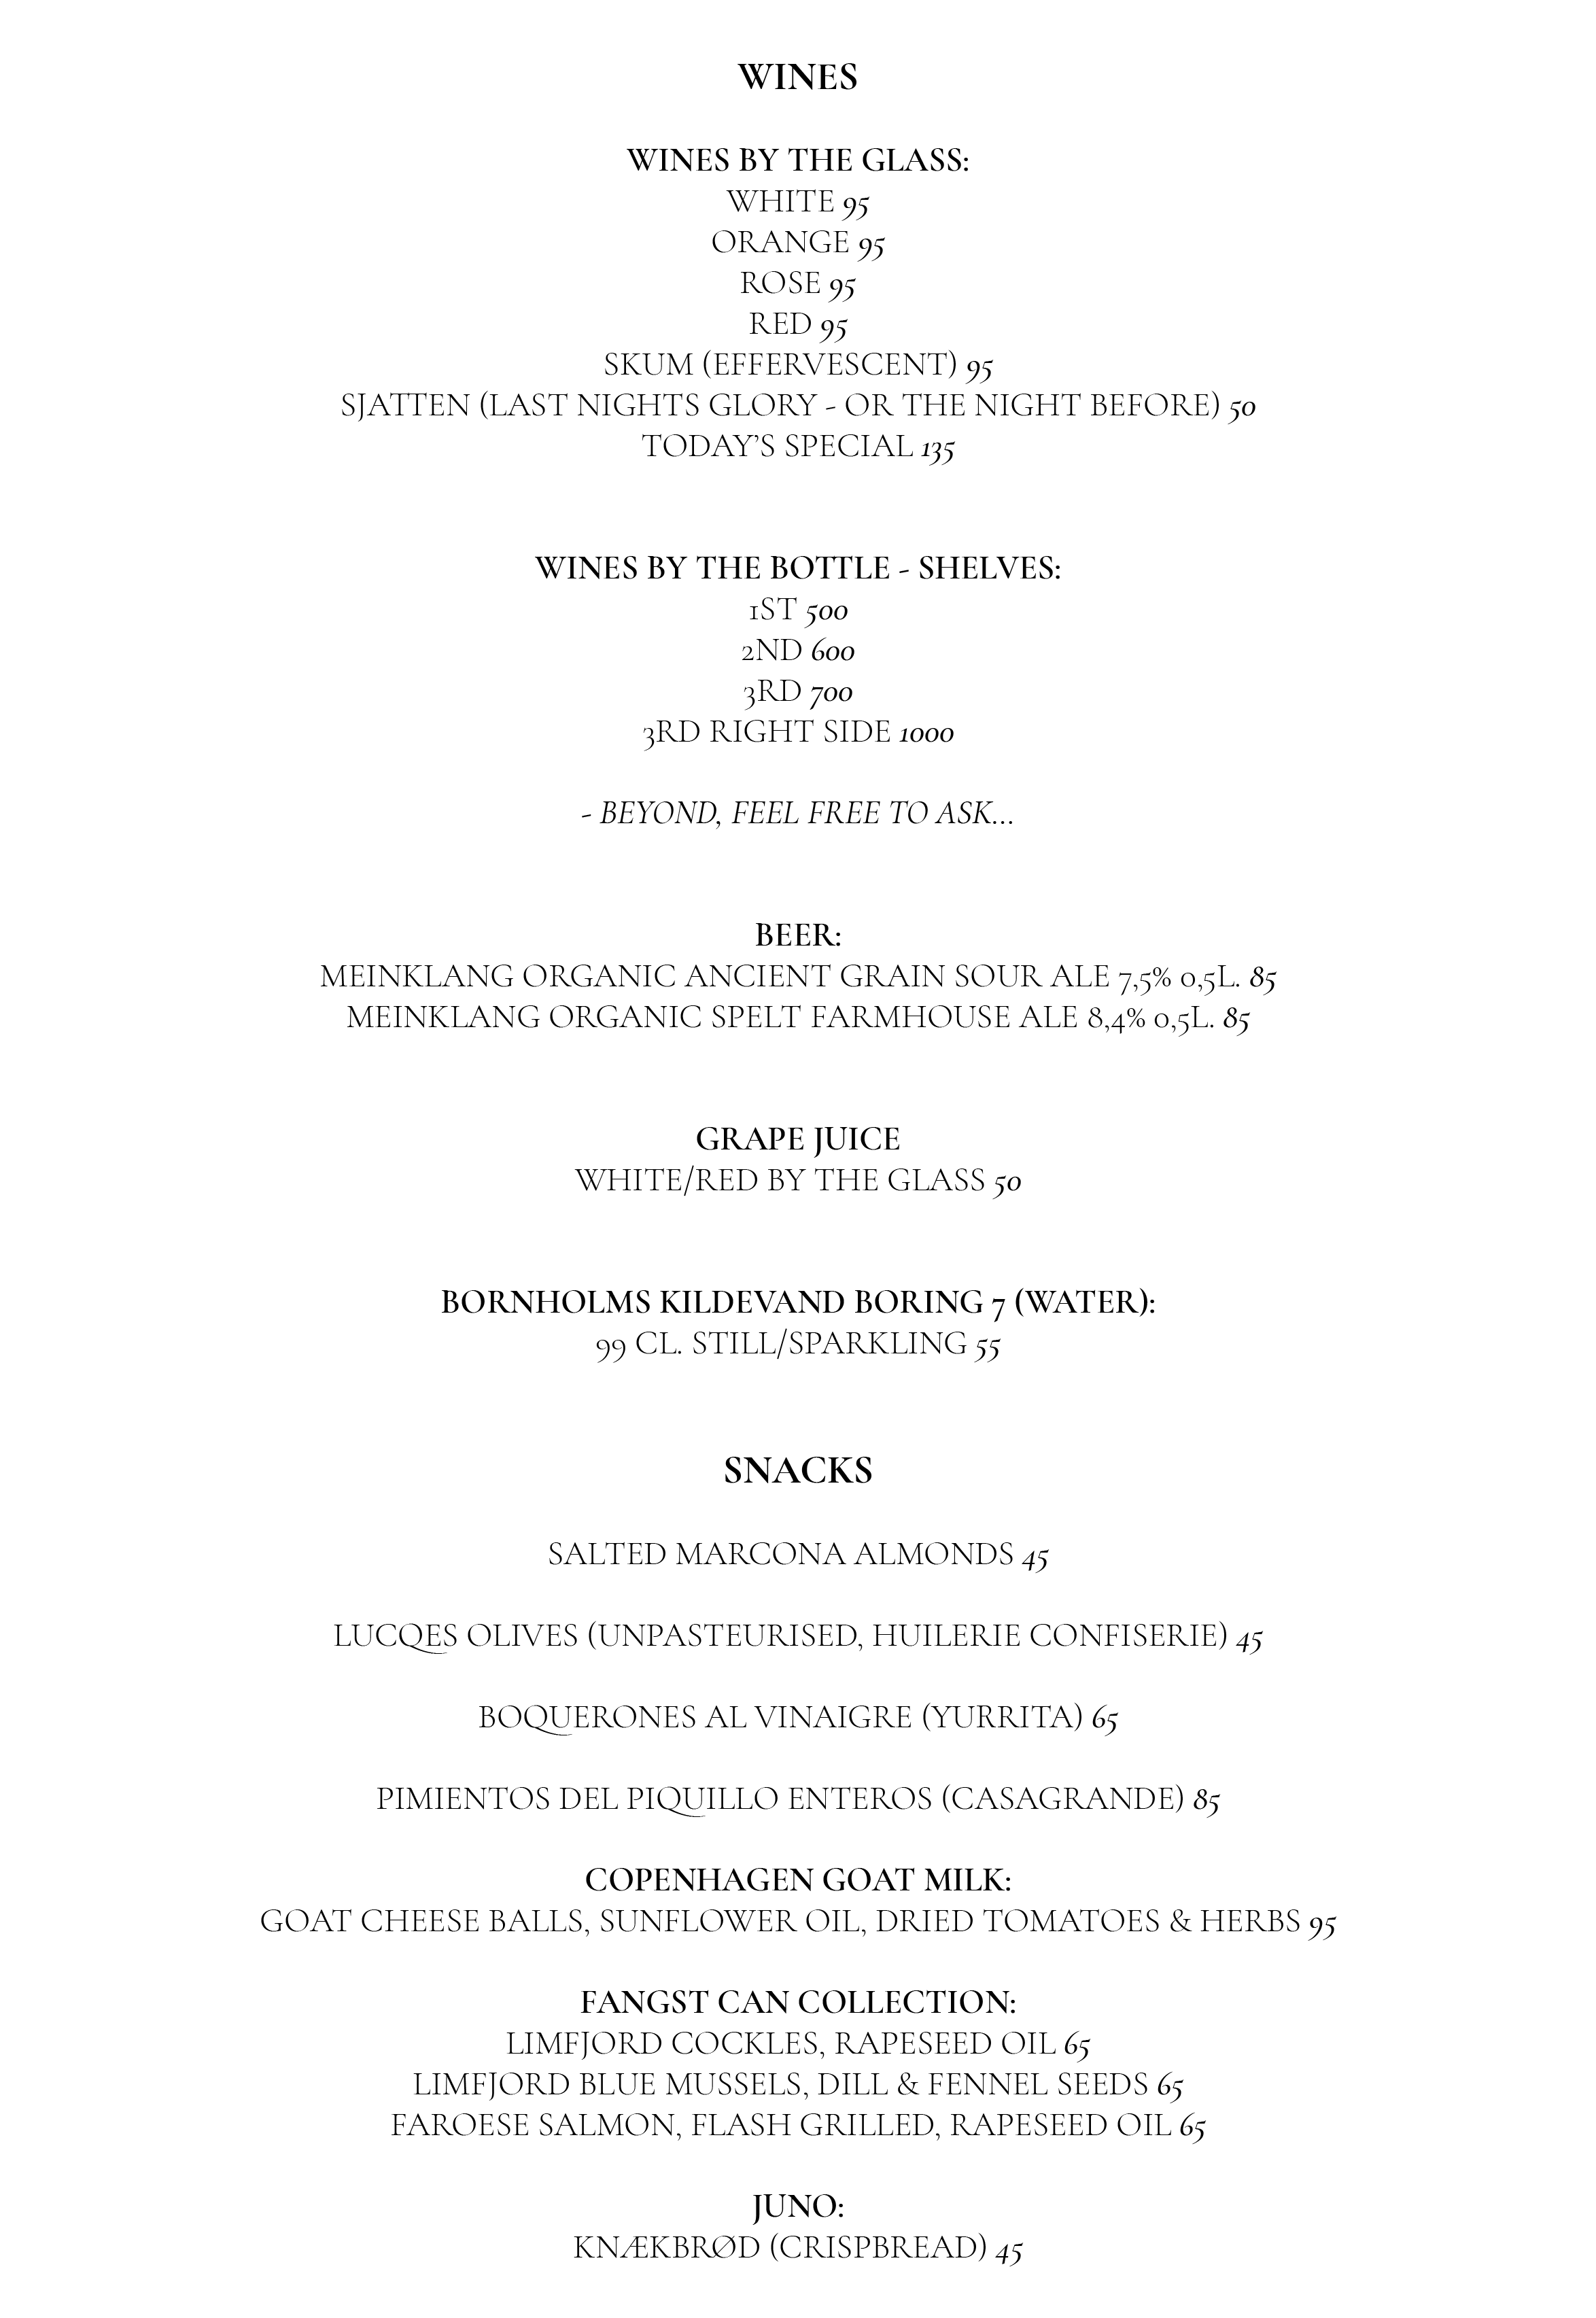 WINES
WINES BY THE GLASS:
WHITE 95
ORANGE 95
ROSE 95
RED 95
SKUM (EFFERVESCENT) 95
SJATTEN (LAST NIGHTS GLORY - OR THE NIGHT BEFORE) 50
TODAY’S SPECIAL 135
WINES BY THE BOTTLE - SHELVES:
1ST 500
2ND 600
3RD 700
3RD RIGHT SIDE 1000
- BEYOND, FEEL FREE TO ASK...
BEER:
MEINKLANG ORGANIC ANCIENT GRAIN SOUR ALE 7,5% 0,5L. 85
MEINKLANG ORGANIC SPELT FARMHOUSE ALE 8,4% 0,5L. 85
GRAPE JUICE
WHITE/RED BY THE GLASS 50
BORNHOLMS KILDEVAND BORING 7 (WATER):
99 CL. STILL/SPARKLING 55
SNACKS
SALTED MARCONA ALMONDS 45
LUCQES OLIVES (UNPASTEURISED, HUILERIE CONFISERIE) 45
BOQUERONES AL VINAIGRE (YURRITA) 65
PIMIENTOS DEL PIQUILLO ENTEROS (CASAGRANDE) 85
COPENHAGEN GOAT MILK:
GOAT CHEESE BALLS, SUNFLOWER OIL, DRIED TOMATOES & HERBS 95
FANGST CAN COLLECTION:
LIMFJORD COCKLES, RAPESEED OIL 65
LIMFJORD BLUE MUSSELS, DILL & FENNEL SEEDS 65
FAROESE SALMON, FLASH GRILLED, RAPESEED OIL 65
JUNO:
KNÆKBRØD (CRISPBREAD) 45